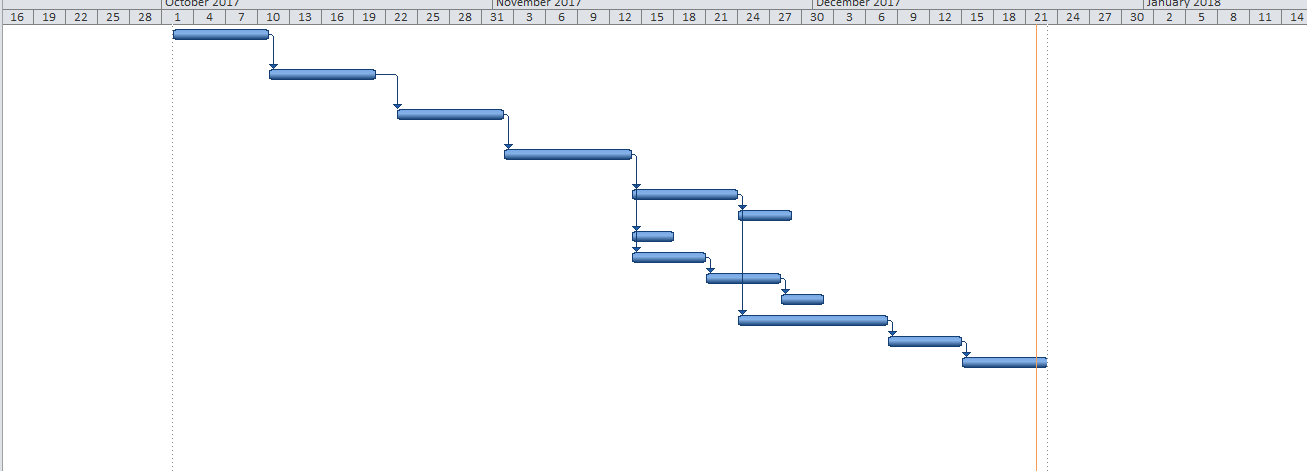 October 2017 November 2017 December 2017 January 2018
16 19 22 25 28 1 4 7 10 13 16 19 22 25 28 31 3 6 9 12 15 18 21 24 27 30 3 6 9 12 15 18 21 24 27 30 2 5 8 11 14